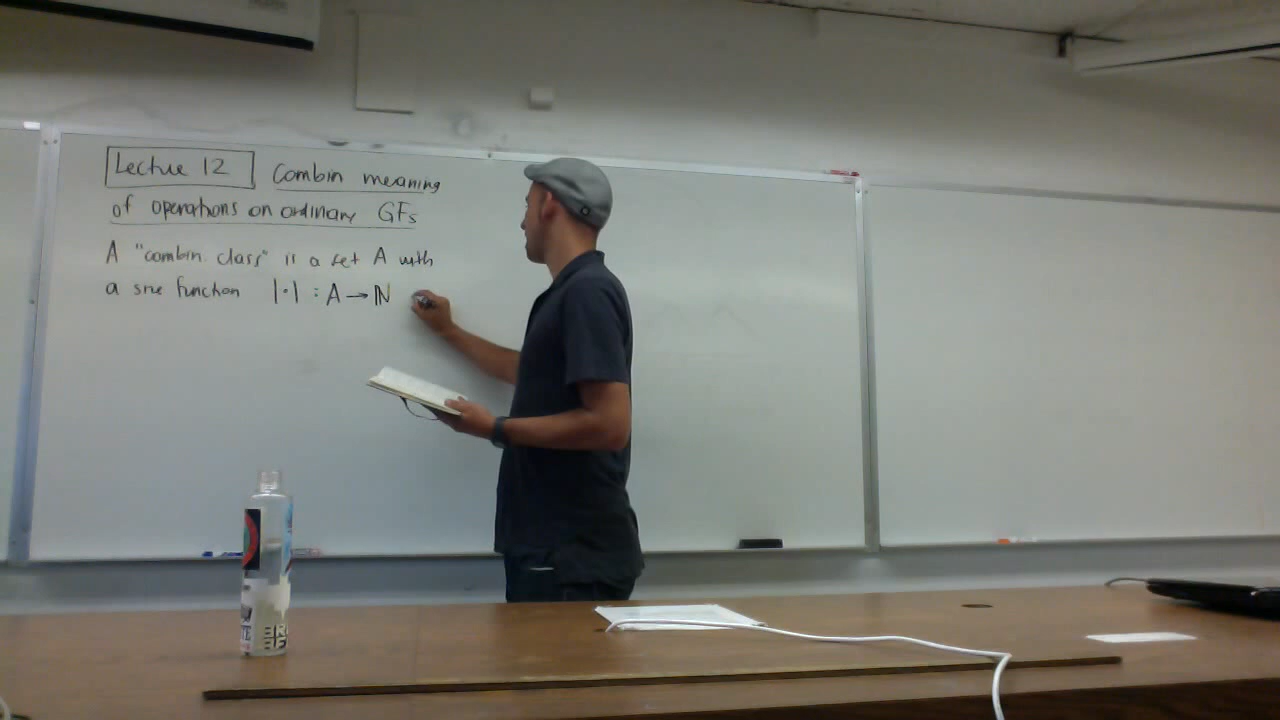 Lecture 12 Combin meaning
of operations on ordinary GFs
A "combin. class" is a set A with
a size function |·| : A → ℕ